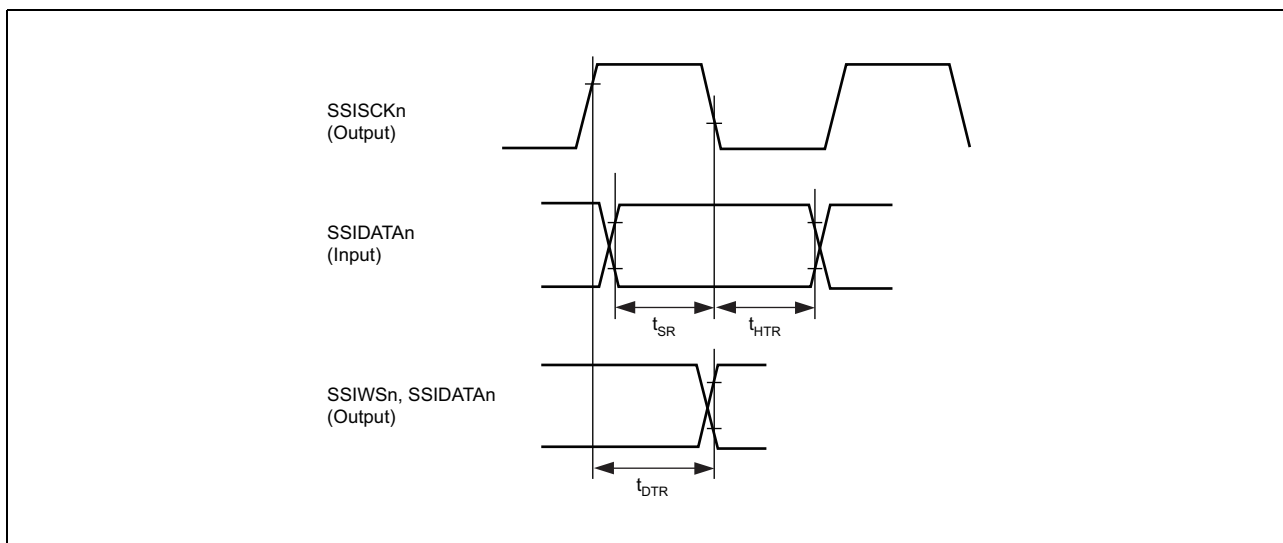 SSISCKn
(Output)
SSIDATAn
(Input)
tSR
tHTR
SSIWSn, SSIDATAn
(Output)
tDTR